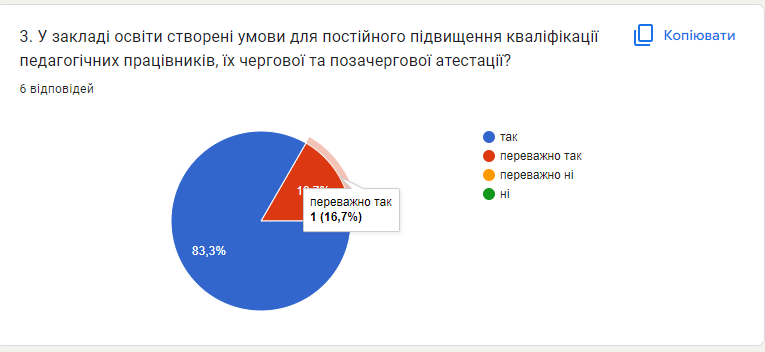 3. У закладі освіти створені умови для постійного підвищення кваліфікації
педагогічних працівників, їх чергової та позачергової атестації?
Копіювати
6 відповідей
так
переважно так
переважно ні
ні
переважно так
1 (16,7%)
83,3%